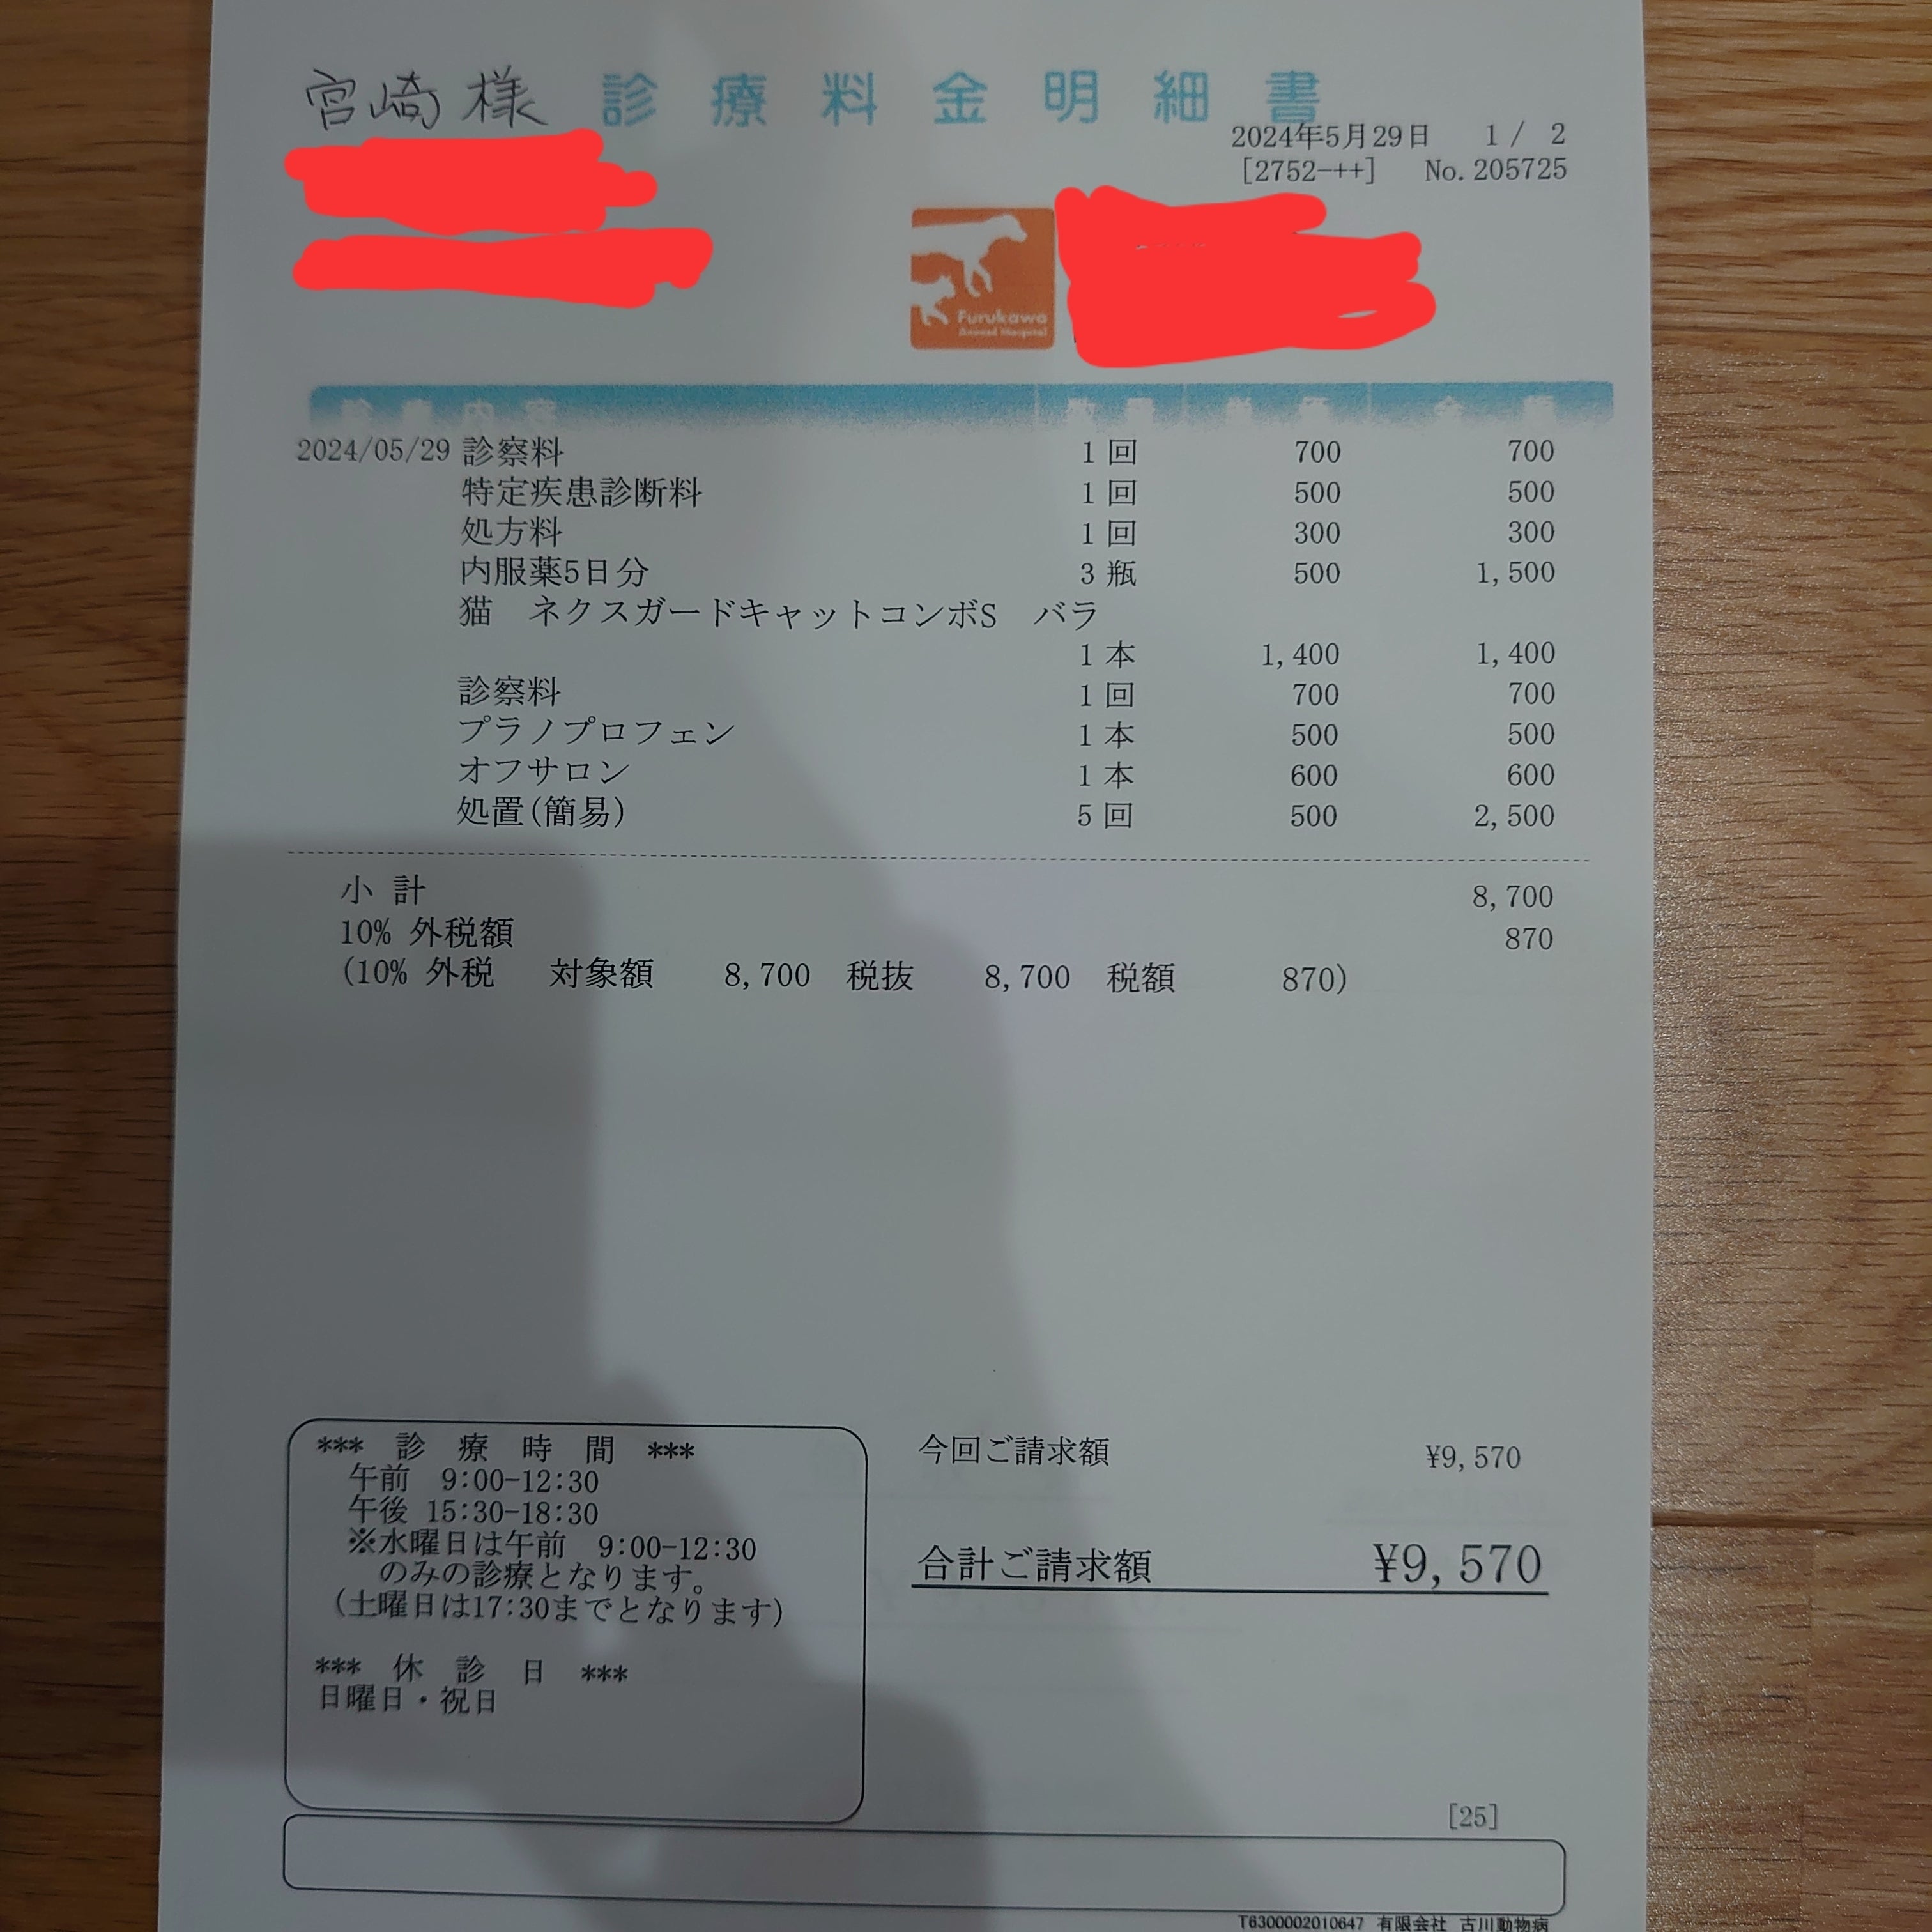 宮崎様 診療料金明細書
2024年5月29日 1 / 2
[2752-++] No.205725
Furukawa
Animal Hospital
診療内容 数量 単価 金額
2024/05/29 診察料 1 回 700 700
特定疾患診断料 1 回 500 500
処方料 1 回 300 300
内服薬5日分 3 瓶 500 1,500
猫 ネクスガードキャットコンボS バラ
1 本 1,400 1,400
診察料 1 回 700 700
プラノプロフェン 1 本 500 500
オフサロン 1 本 600 600
処置(簡易) 5 回 500 2,500
小 計 8,700
10% 外税額 870
(10% 外税 対象額 8,700 税抜 8,700 税額 870)
*** 診 療 時 間 ***
午前 9:00-12:30
午後 15:30-18:30
※水曜日は午前 9:00-12:30
のみの診療となります。
(土曜日は17:30までとなります)
*** 休 診 日 ***
日曜日・祝日
今回ご請求額 ¥9,570
合計ご請求額 ¥9,570
[25]
T6300002010647 有限会社 古川動物病